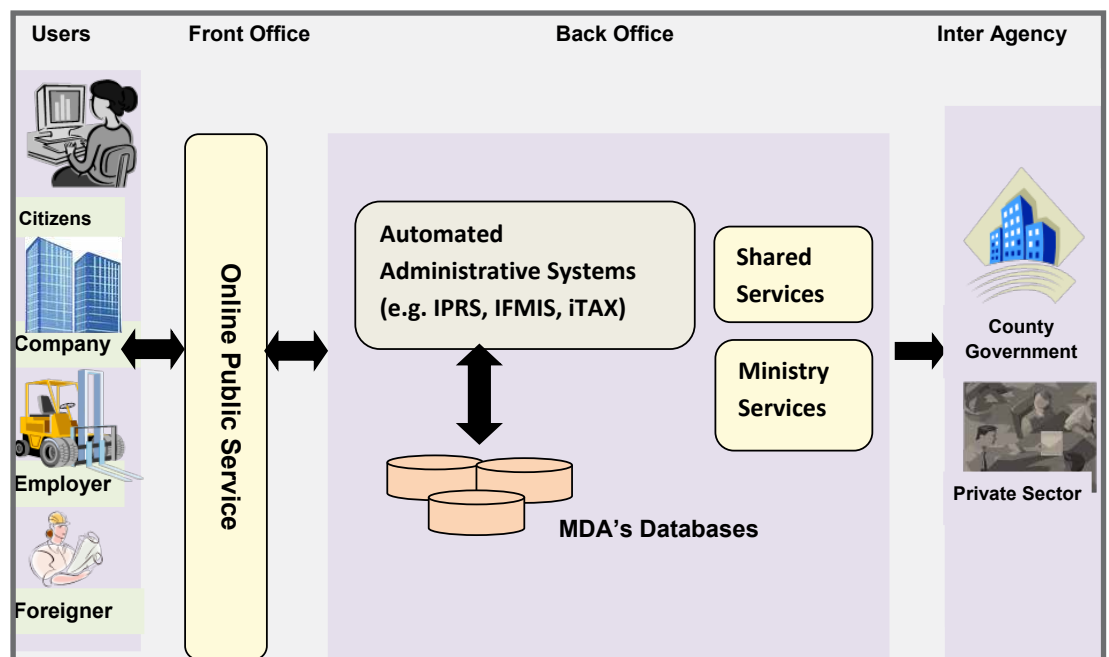 Users
Front Office
Back Office
Inter Agency
Citizens
Company
Employer
Foreigner
Online Public Service
Automated
Administrative Systems
(e.g. IPRS, IFMIS, iTAX)
Shared
Services
Ministry
Services
MDA's Databases
County
Government
Private Sector